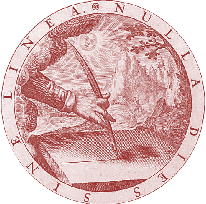 NULLA DIES SINE LINEA.